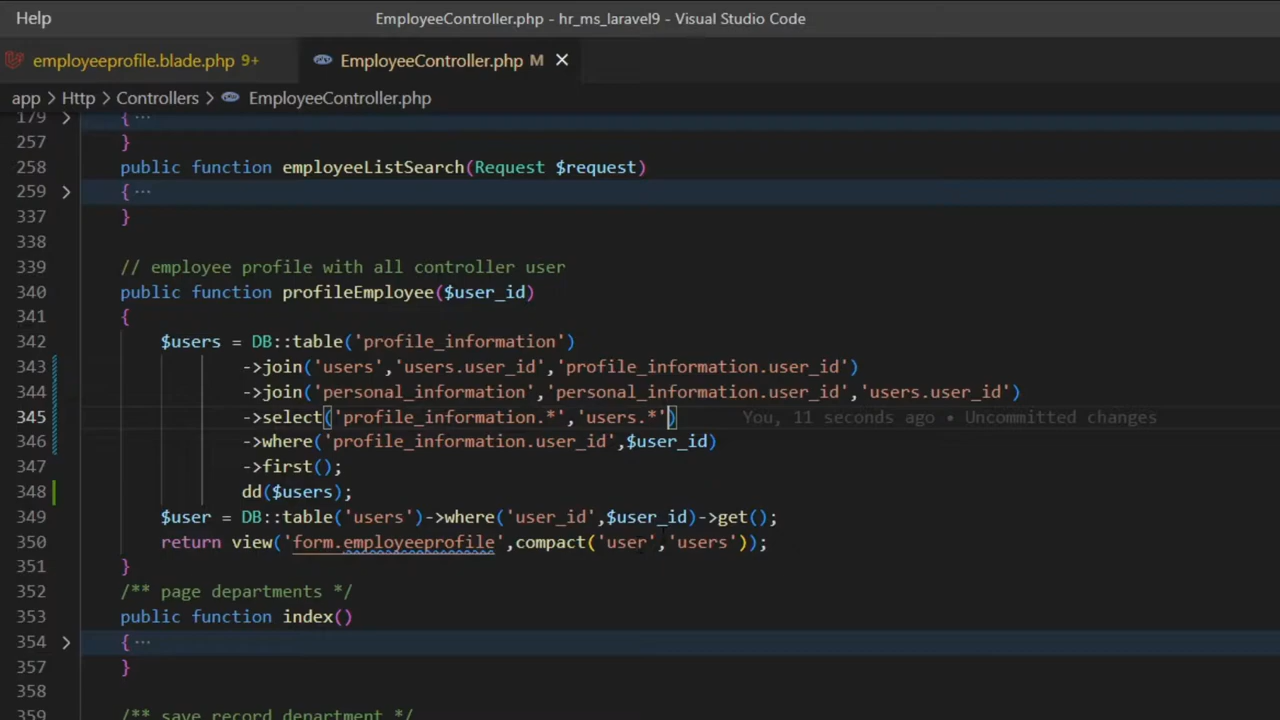 Help
EmployeeController.php - hr_ms_laravel9 - Visual Studio Code
employeeprofile.blade.php 9+
EmployeeController.php M
app > Http > Controllers > EmployeeController.php
179 { ...
257 }
258 public function employeeListSearch(Request $request)
259 { ...
337 }
338
339 // employee profile with all controller user
340 public function profileEmployee($user_id)
341 {
342 $users = DB::table('profile_information')
343 ->join('users','users.user_id','profile_information.user_id')
344 ->join('personal_information','personal_information.user_id','users.user_id')
345 ->select('profile_information.*','users.*') You, 11 seconds ago • Uncommitted changes
346 ->where('profile_information.user_id',$user_id)
347 ->first();
348 dd($users);
349 $user = DB::table('users')->where('user_id',$user_id)->get();
350 return view('form.employeeprofile',compact('user','users'));
351 }
352 /** page departments */
353 public function index()
354 { ...
357 }
358
359 /** save record department */